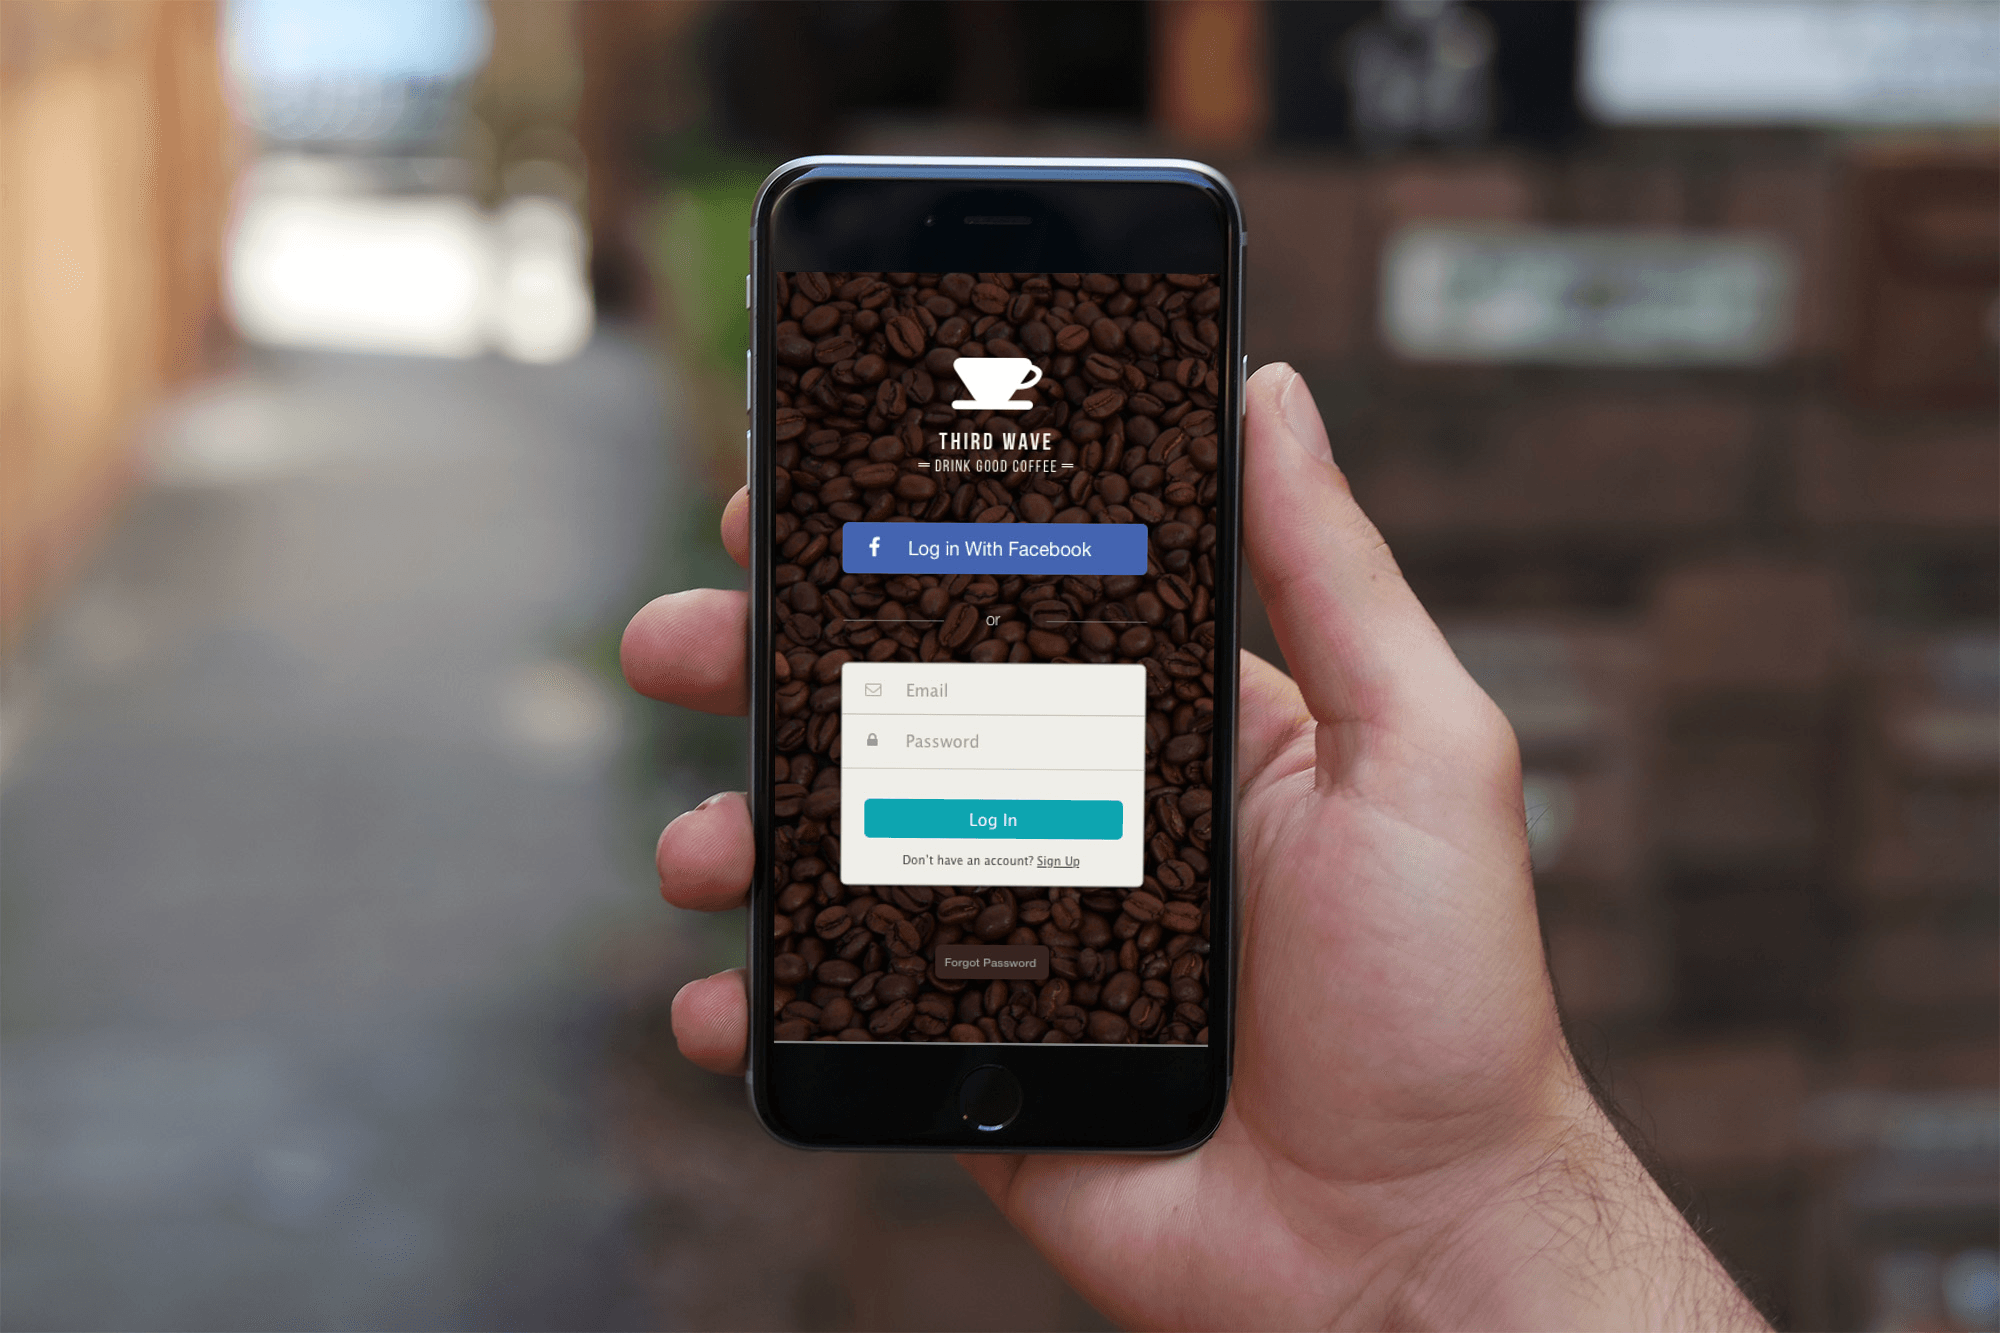 THIRD WAVE
DRINK GOOD COFFEE
f Log in With Facebook
or
Email
Password
Log In
Don't have an account? Sign Up
Forgot Password